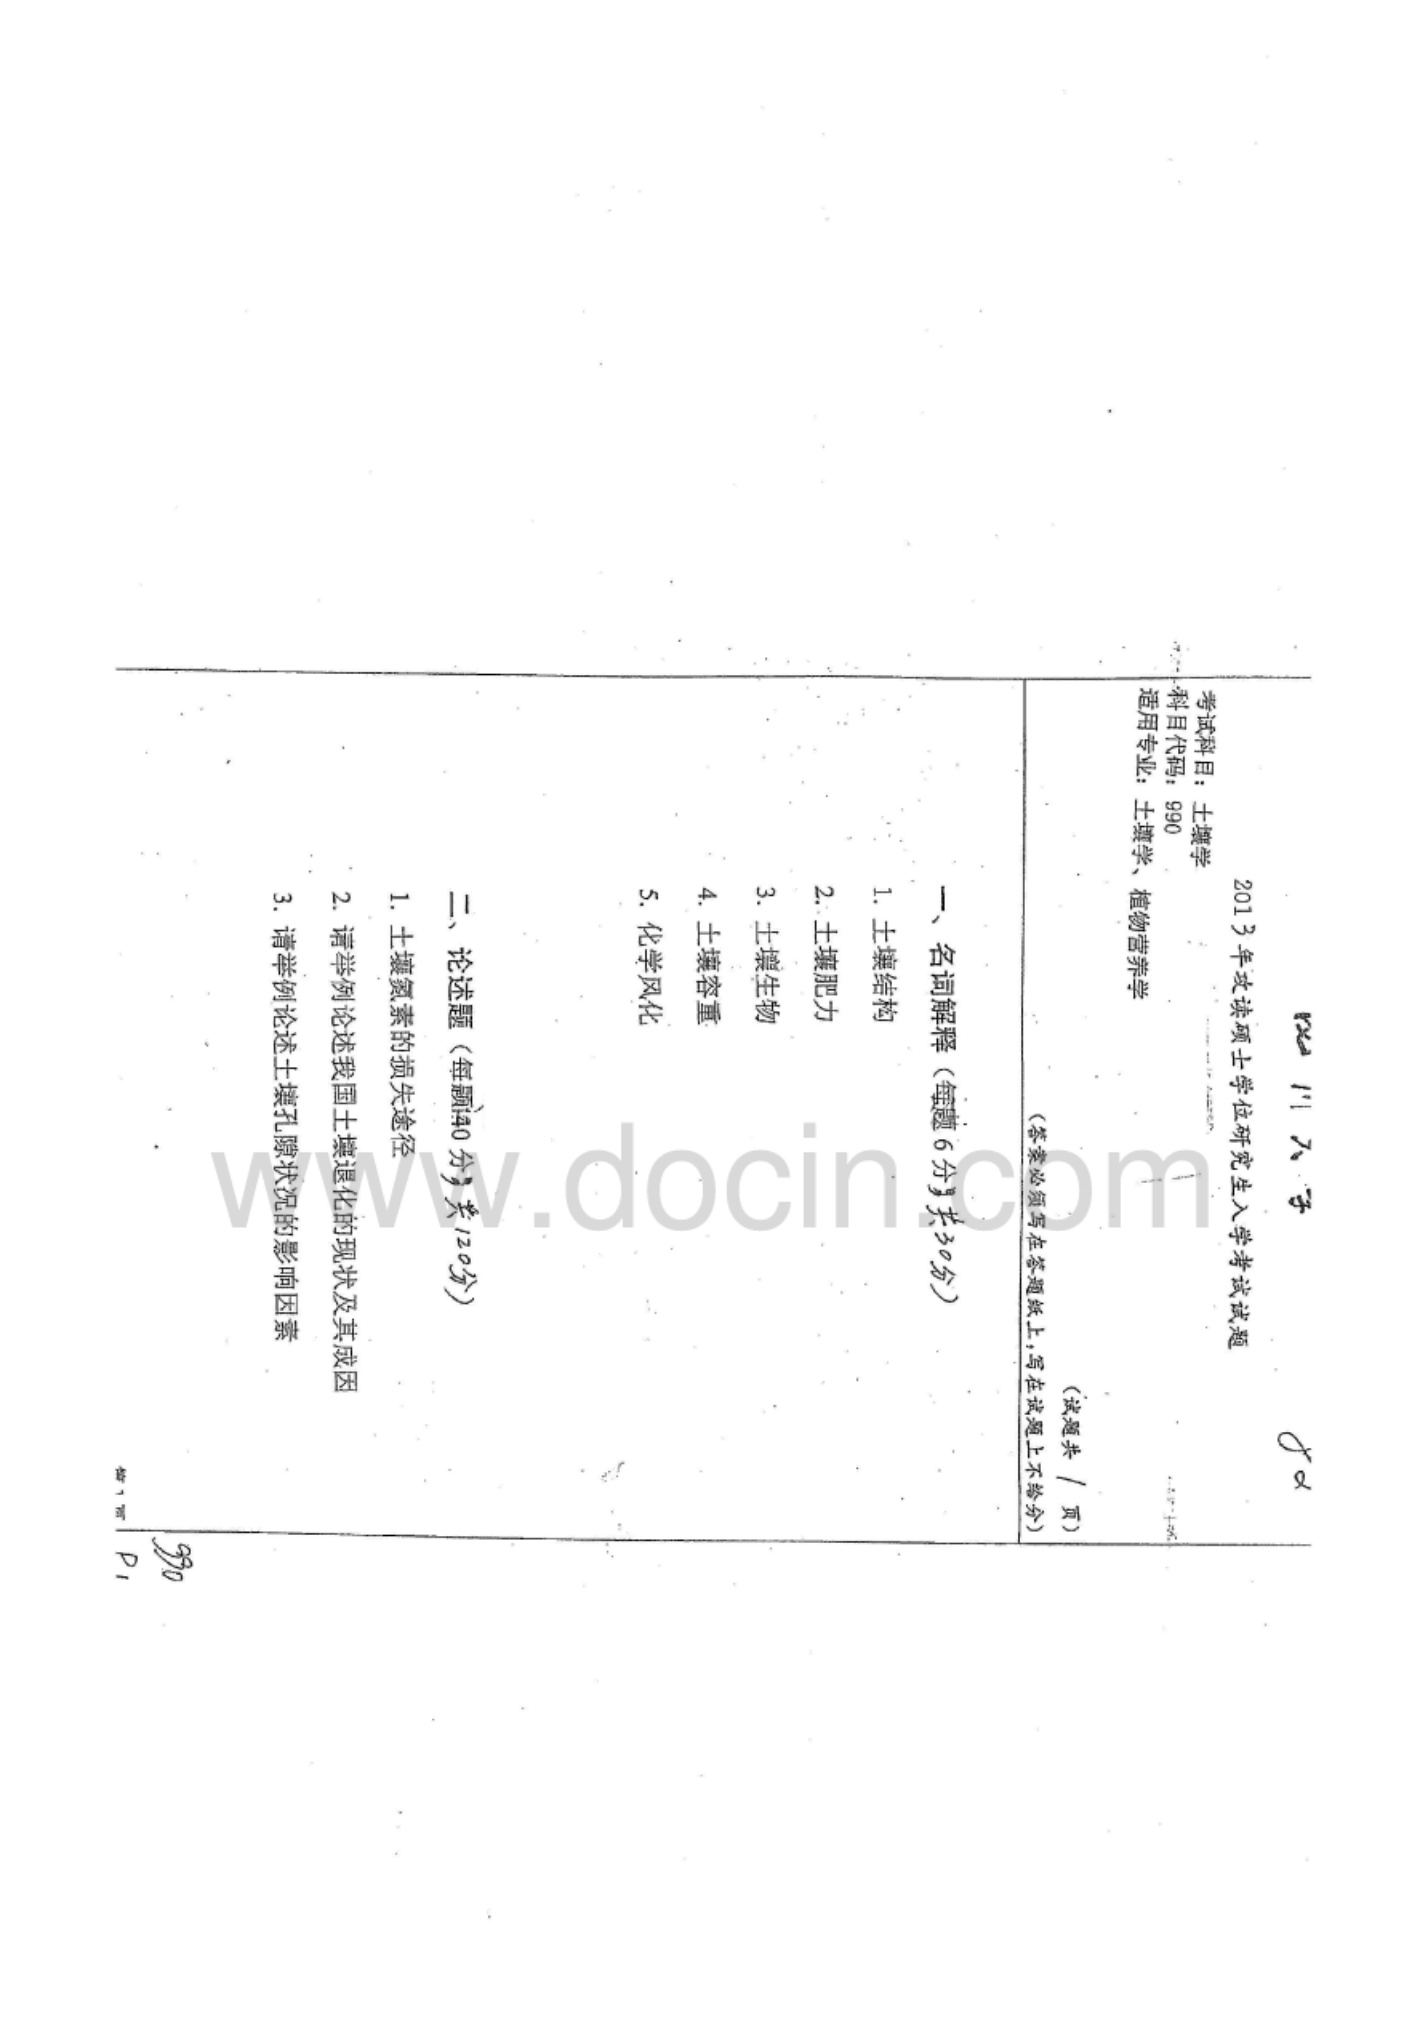 四川大学
82
2013年攻读硕士学位研究生入学考试试题
考试科目：土壤学
科目代码：990
适用专业：土壤学、植物营养学
（试题共 1 页）
（答案必须写在答题纸上，写在试题上不给分）
一、名词解释（每题6分，共30分）
1. 土壤结构
2. 土壤肥力
3. 土壤生物
4. 土壤容重
5. 化学风化
二、论述题（每题40分，共120分）
1. 土壤氮素的损失途径
2. 请举例论述我国土壤退化的现状及其成因
3. 请举例论述土壤孔隙状况的影响因素
990
P1
www.docin.com